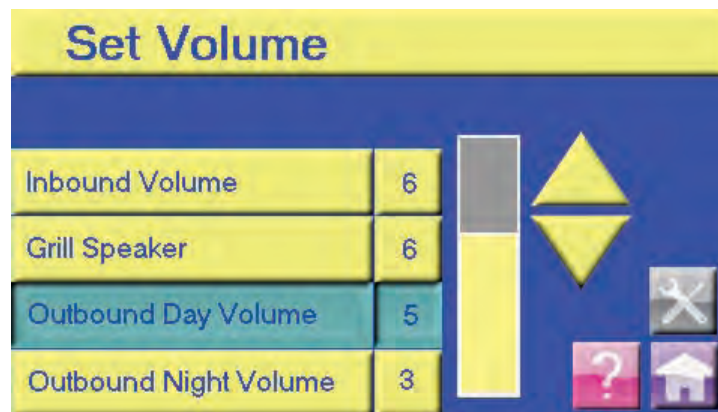 Set Volume
Inbound Volume 6
Grill Speaker 6
Outbound Day Volume 5
Outbound Night Volume 3
?